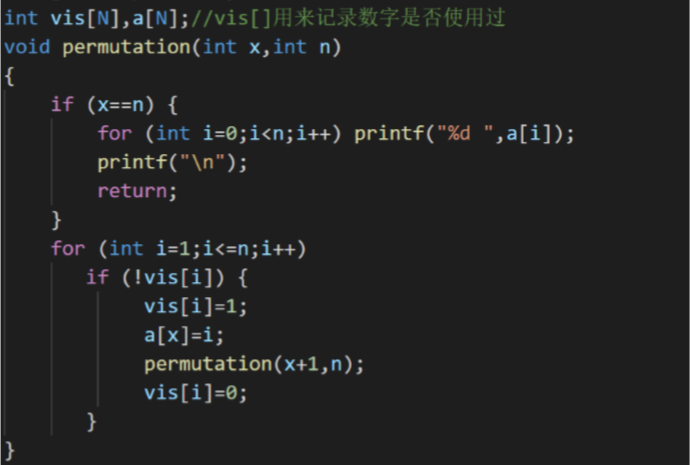 int vis[N],a[N];//vis[]用来记录数字是否使用过
void permutation(int x,int n)
{
    if (x==n) {
        for (int i=0;i<n;i++) printf("%d ",a[i]);
        printf("\n");
        return;
    }
    for (int i=1;i<=n;i++)
       if (!vis[i]) {
            vis[i]=1;
            a[x]=i;
            permutation(x+1,n);
            vis[i]=0;
       }
}